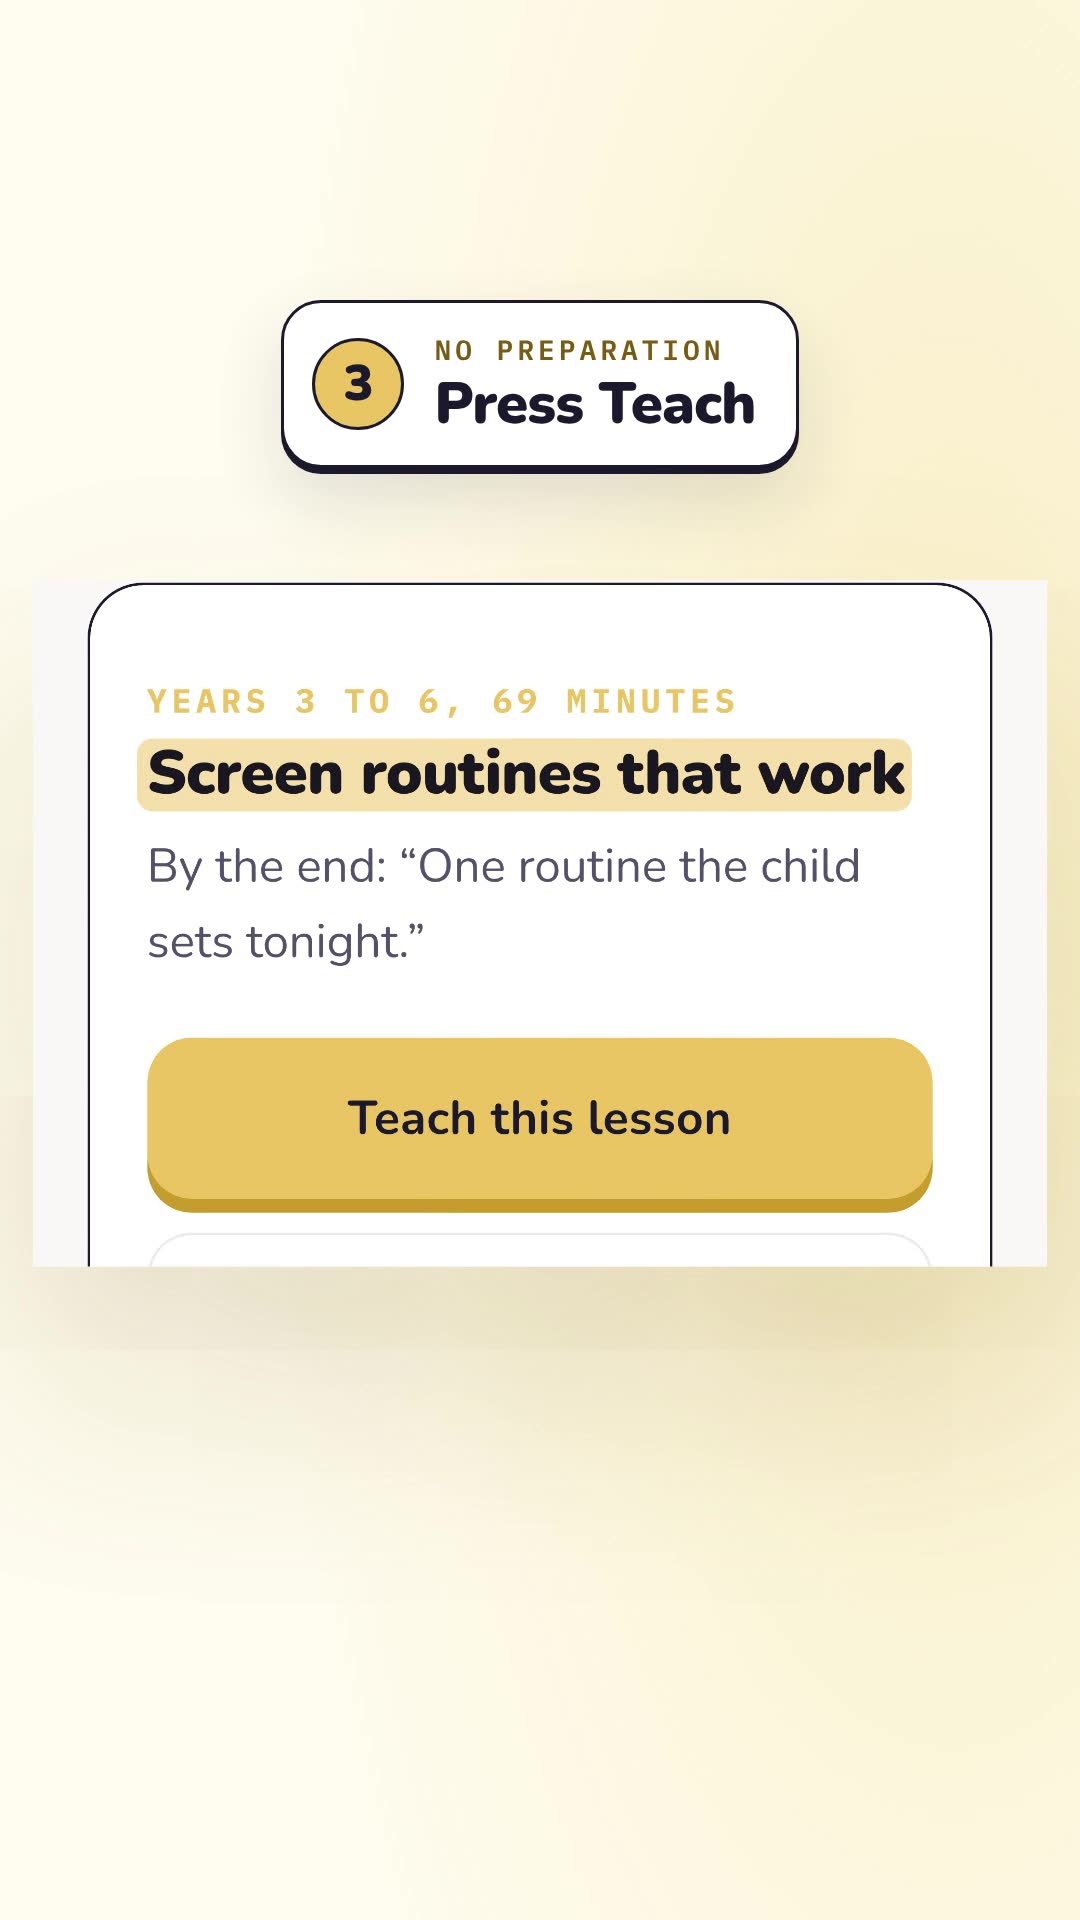 3
NO PREPARATION
Press Teach
YEARS 3 TO 6, 69 MINUTES
Screen routines that work
By the end: “One routine the child
sets tonight.”
Teach this lesson